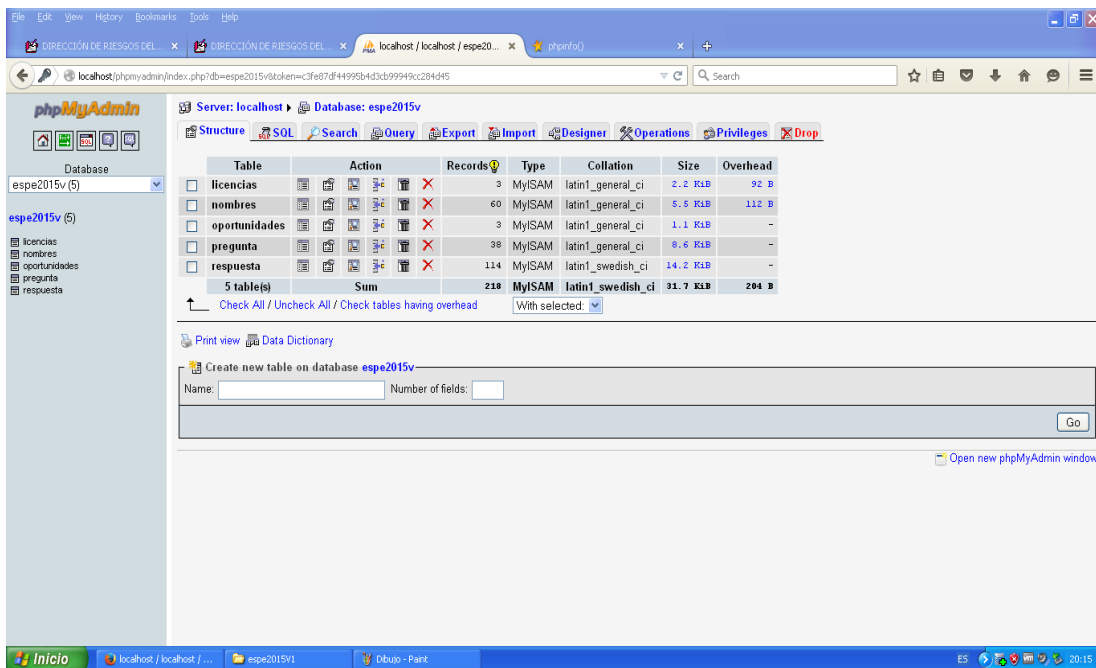 File Edit View History Bookmarks Tools Help
DIRECCIÓN DE RIESGOS DEL... × DIRECCIÓN DE RIESGOS DEL... × localhost / localhost / espe20... × phpinfo() × +
localhost/phpmyadmin/index.php?db=espe2015v&token=c3fe87df44995b4d3cb99949cc284d45 Search
phpMyAdmin
Database
espe2015v (5)
espe2015v (5)
licencias
nombres
oportunidades
pregunta
respuesta
Server: localhost Database: espe2015v
Structure SQL Search Query Export Import Designer Operations Privileges Drop
Table Action Records Type Collation Size Overhead
licencias 3 MyISAM latin1_general_ci 2.2 KiB 92 B
nombres 60 MyISAM latin1_general_ci 5.5 KiB 112 B
oportunidades 3 MyISAM latin1_general_ci 1.1 KiB -
pregunta 38 MyISAM latin1_general_ci 8.6 KiB -
respuesta 114 MyISAM latin1_swedish_ci 14.2 KiB -
5 table(s) Sum 218 MyISAM latin1_swedish_ci 31.7 KiB 204 B
Check All / Uncheck All / Check tables having overhead With selected:
Print view Data Dictionary
Create new table on database espe2015v
Name: Number of fields:
Go
Open new phpMyAdmin window
Inicio localhost / localhost / ... espe2015V1 Dibujo - Paint ES 20:15